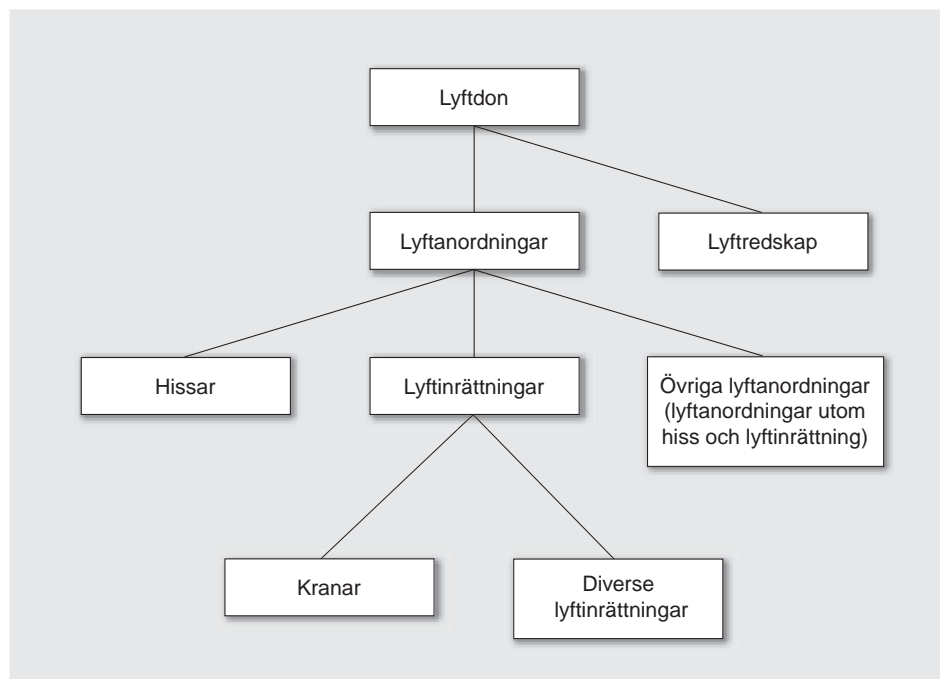 Lyftdon
Lyftanordningar
Lyftredskap
Hissar
Lyftinrättningar
Övriga lyftanordningar
(lyftanordningar utom
hiss och lyftinrättning)
Kranar
Diverse
lyftinrättningar